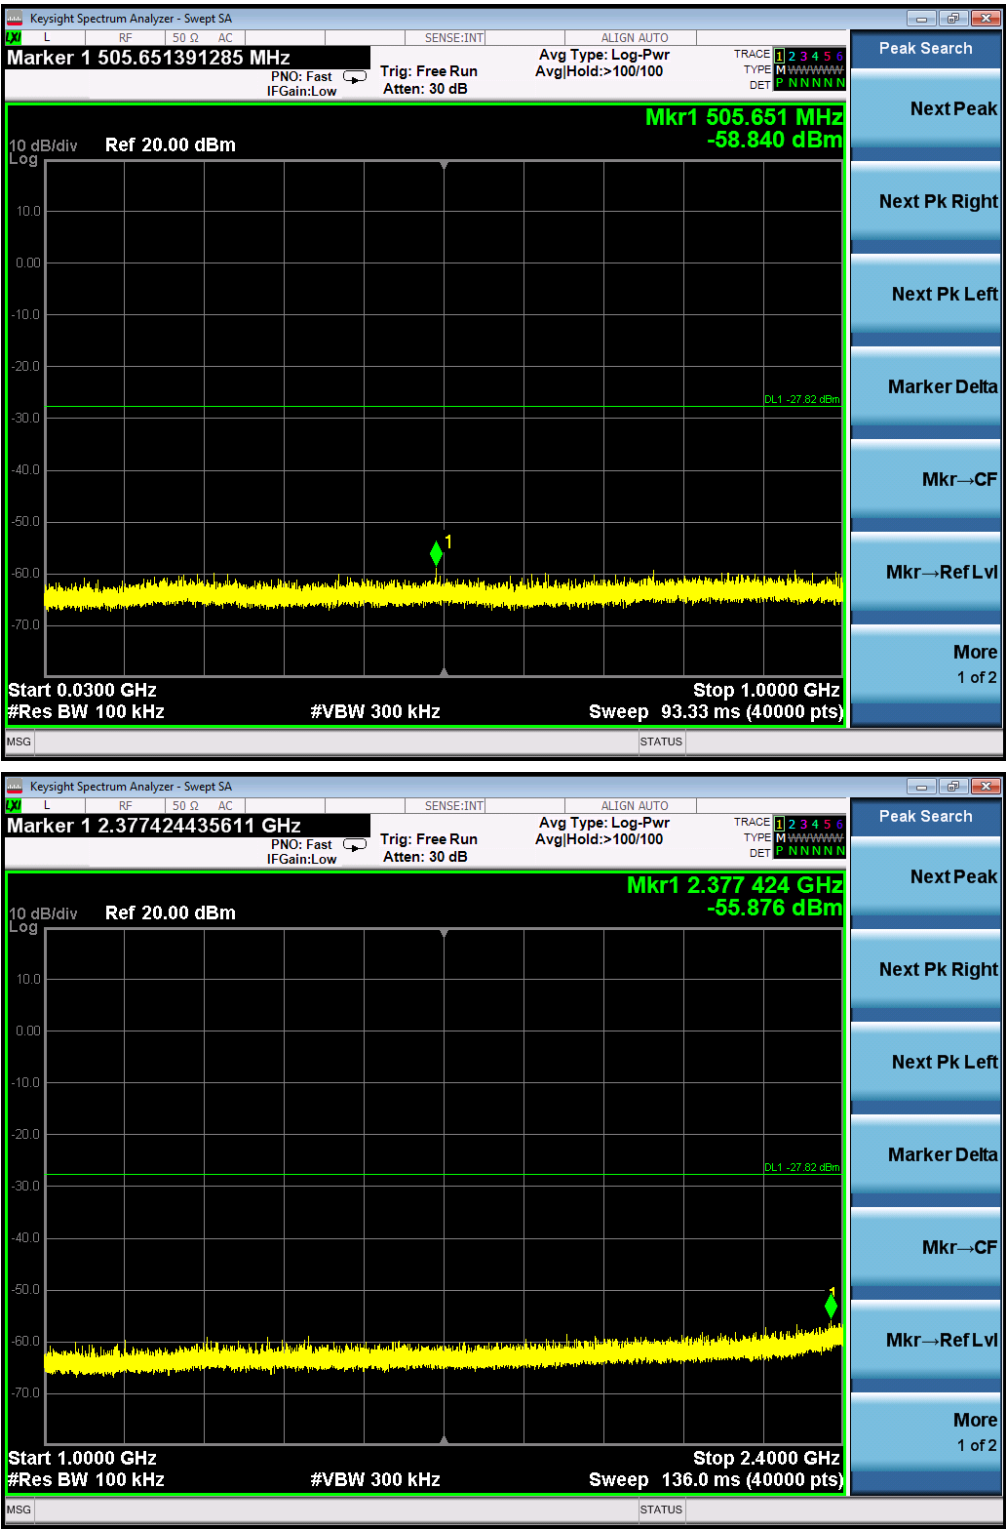 Keysight Spectrum Analyzer - Swept SA
LXI L RF 50 Ω AC SENSE:INT ALIGN AUTO
Marker 1 505.651391285 MHz
PNO: Fast
IFGain:Low
Trig: Free Run
Atten: 30 dB
Avg Type: Log-Pwr
Avg|Hold:>100/100
TRACE 1 2 3 4 5 6
TYPE M WWWWW
DET P N N N N N
Mkr1 505.651 MHz
-58.840 dBm
10 dB/div Ref 20.00 dBm
Log
10.0
0.00
-10.0
-20.0
DL1 -27.82 dBm
-30.0
-40.0
-50.0
1
-60.0
-70.0
Start 0.0300 GHz Stop 1.0000 GHz
#Res BW 100 kHz #VBW 300 kHz Sweep 93.33 ms (40000 pts)
MSG STATUS
Peak Search
Next Peak
Next Pk Right
Next Pk Left
Marker Delta
Mkr→CF
Mkr→Ref Lvl
More
1 of 2
Keysight Spectrum Analyzer - Swept SA
LXI L RF 50 Ω AC SENSE:INT ALIGN AUTO
Marker 1 2.377424435611 GHz
PNO: Fast
IFGain:Low
Trig: Free Run
Atten: 30 dB
Avg Type: Log-Pwr
Avg|Hold:>100/100
TRACE 1 2 3 4 5 6
TYPE M WWWWW
DET P N N N N N
Mkr1 2.377 424 GHz
-55.876 dBm
10 dB/div Ref 20.00 dBm
Log
10.0
0.00
-10.0
-20.0
DL1 -27.82 dBm
-30.0
-40.0
-50.0
1
-60.0
-70.0
Start 1.0000 GHz Stop 2.4000 GHz
#Res BW 100 kHz #VBW 300 kHz Sweep 136.0 ms (40000 pts)
MSG STATUS
Peak Search
Next Peak
Next Pk Right
Next Pk Left
Marker Delta
Mkr→CF
Mkr→Ref Lvl
More
1 of 2